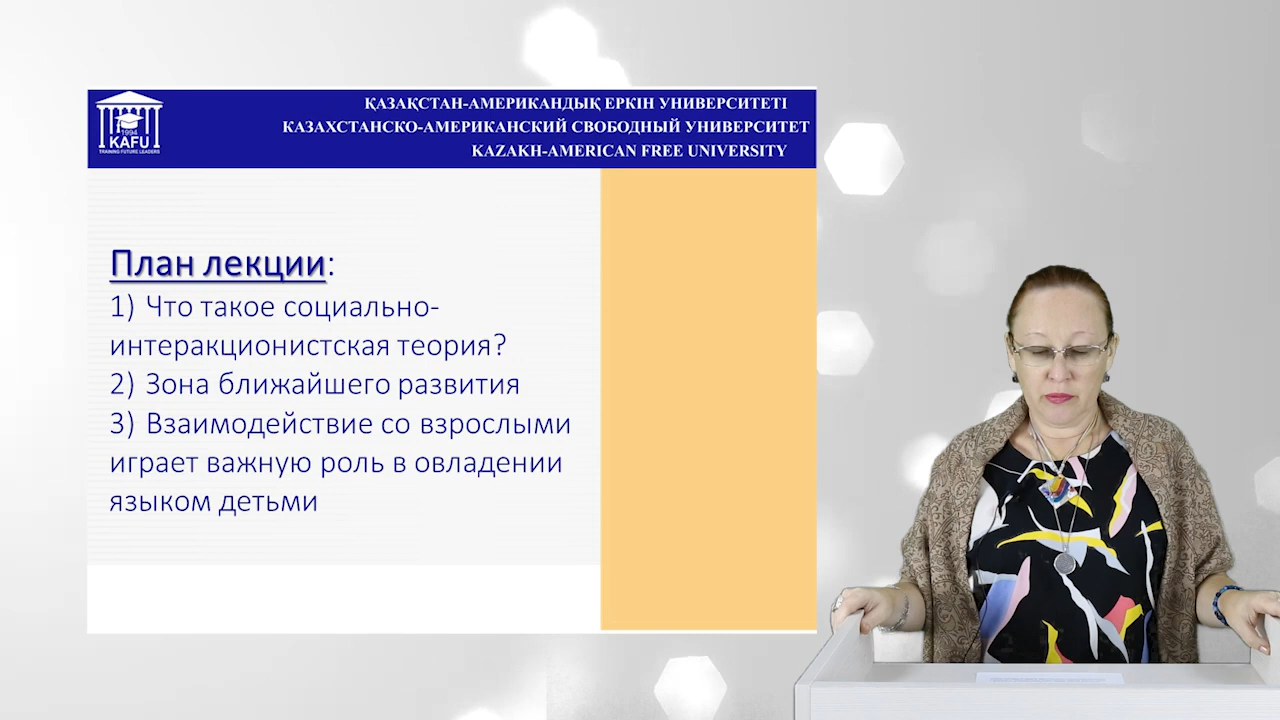 ҚАЗАҚСТАН-АМЕРИКАНДЫҚ ЕРКІН УНИВЕРСИТЕТІ
КАЗАХСТАНСКО-АМЕРИКАНСКИЙ СВОБОДНЫЙ УНИВЕРСИТЕТ
KAZAKH-AMERICAN FREE UNIVERSITY
1994
KAFU
TRAINING FUTURE LEADERS
План лекции:
1) Что такое социально-
интеракционистская теория?
2) Зона ближайшего развития
3) Взаимодействие со взрослыми
играет важную роль в овладении
языком детьми